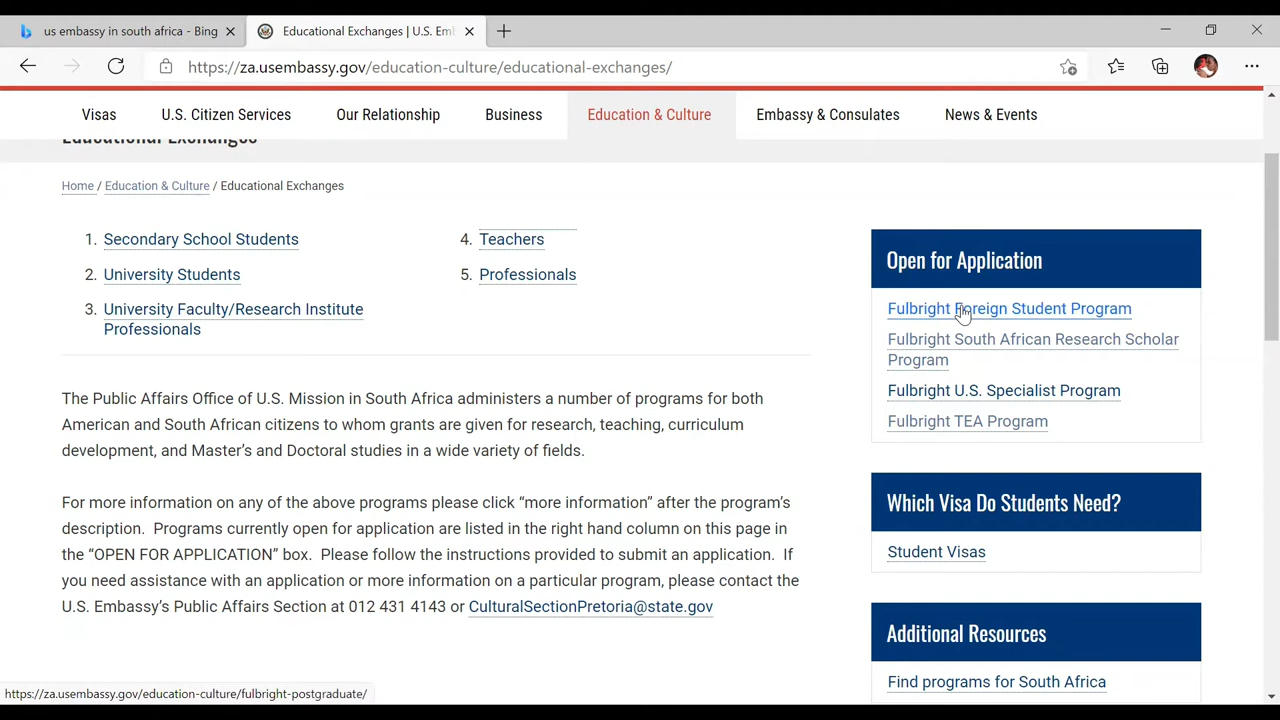 us embassy in south africa - Bing
Educational Exchanges | U.S. Emb
https://za.usembassy.gov/education-culture/educational-exchanges/
Visas
U.S. Citizen Services
Our Relationship
Business
Education & Culture
Embassy & Consulates
News & Events
Educational Exchanges
Home / Education & Culture / Educational Exchanges
1. Secondary School Students
2. University Students
3. University Faculty/Research Institute
Professionals
4. Teachers
5. Professionals
The Public Affairs Office of U.S. Mission in South Africa administers a number of programs for both
American and South African citizens to whom grants are given for research, teaching, curriculum
development, and Master’s and Doctoral studies in a wide variety of fields.
For more information on any of the above programs please click “more information” after the program’s
description.  Programs currently open for application are listed in the right hand column on this page in
the “OPEN FOR APPLICATION” box.  Please follow the instructions provided to submit an application.  If
you need assistance with an application or more information on a particular program, please contact the
U.S. Embassy’s Public Affairs Section at 012 431 4143 or CulturalSectionPretoria@state.gov
Open for Application
Fulbright Foreign Student Program
Fulbright South African Research Scholar
Program
Fulbright U.S. Specialist Program
Fulbright TEA Program
Which Visa Do Students Need?
Student Visas
Additional Resources
Find programs for South Africa
https://za.usembassy.gov/education-culture/fulbright-postgraduate/